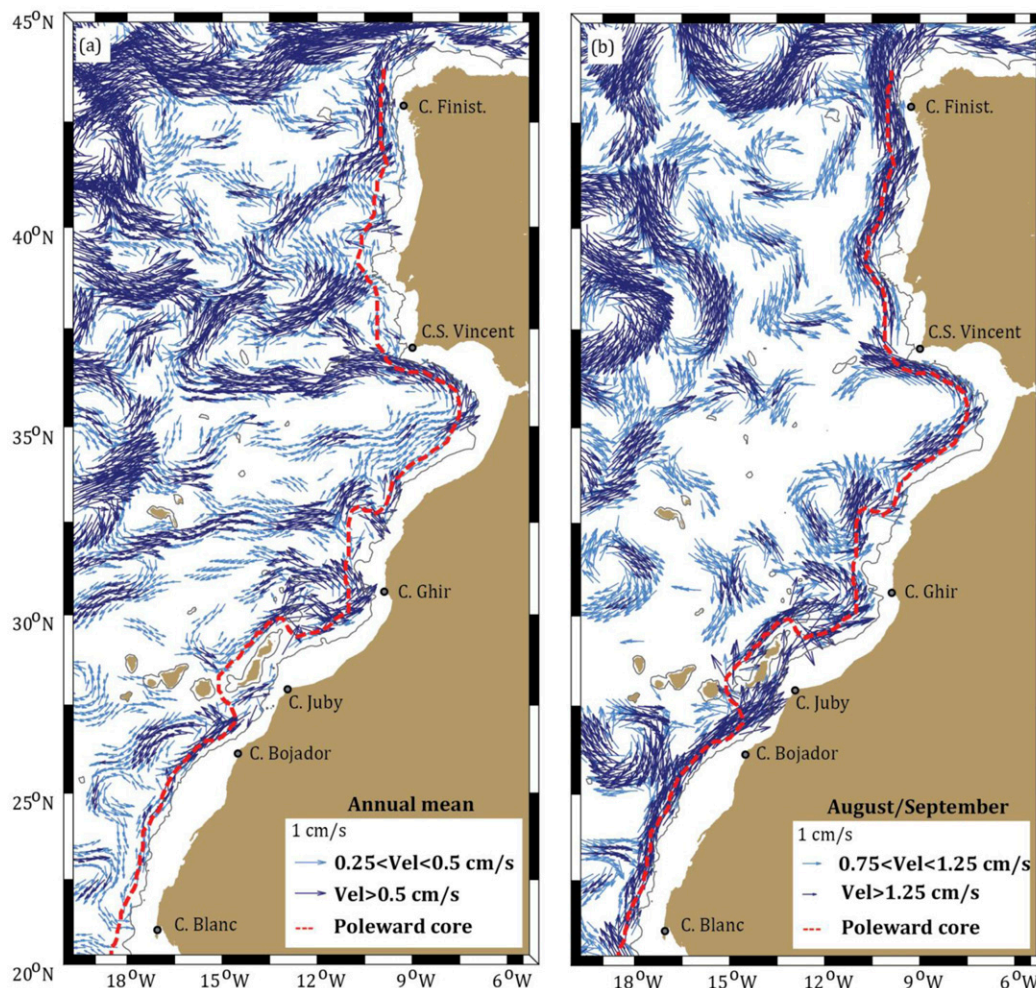 45°N
(a)
C. Finist.
40°N
C.S. Vincent
35°N
C. Ghir
30°N
C. Juby
C. Bojador
25°N
Annual mean
1 cm/s
0.25<Vel<0.5 cm/s
Vel>0.5 cm/s
C. Blanc
Poleward core
20°N
18°W 15°W 12°W 9°W 6°W
(b)
C. Finist.
C.S. Vincent
C. Ghir
C. Juby
C. Bojador
August/September
1 cm/s
0.75<Vel<1.25 cm/s
Vel>1.25 cm/s
C. Blanc
Poleward core
18°W 15°W 12°W 9°W 6°W